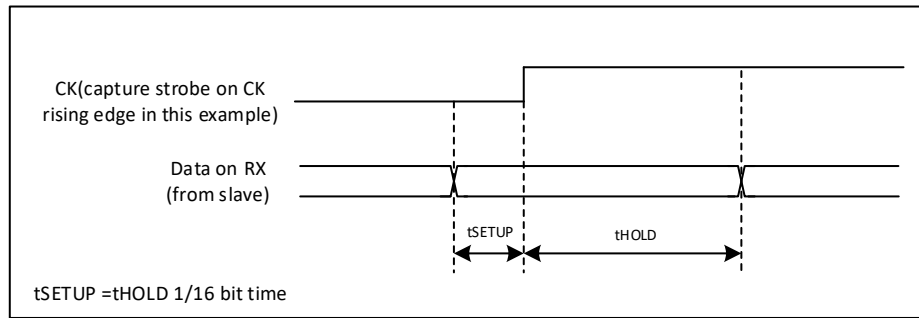 CK(capture strobe on CK
rising edge in this example)
Data on RX
(from slave)
tSETUP
tHOLD
tSETUP =tHOLD 1/16 bit time